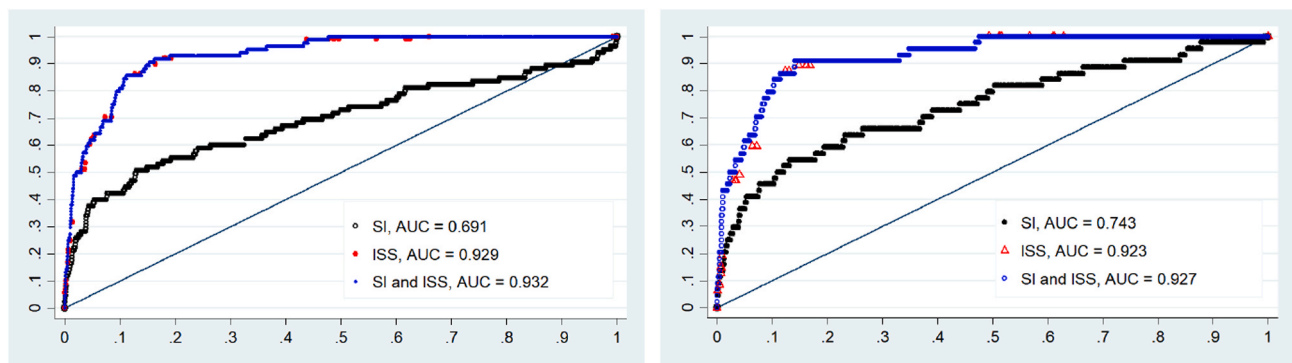 1
.9
.8
.7
.6
.5
.4
.3
.2
.1
0
SI, AUC = 0.691
ISS, AUC = 0.929
SI and ISS, AUC = 0.932
0 .1 .2 .3 .4 .5 .6 .7 .8 .9 1
1
.9
.8
.7
.6
.5
.4
.3
.2
.1
0
SI, AUC = 0.743
ISS, AUC = 0.923
SI and ISS, AUC = 0.927
0 .1 .2 .3 .4 .5 .6 .7 .8 .9 1